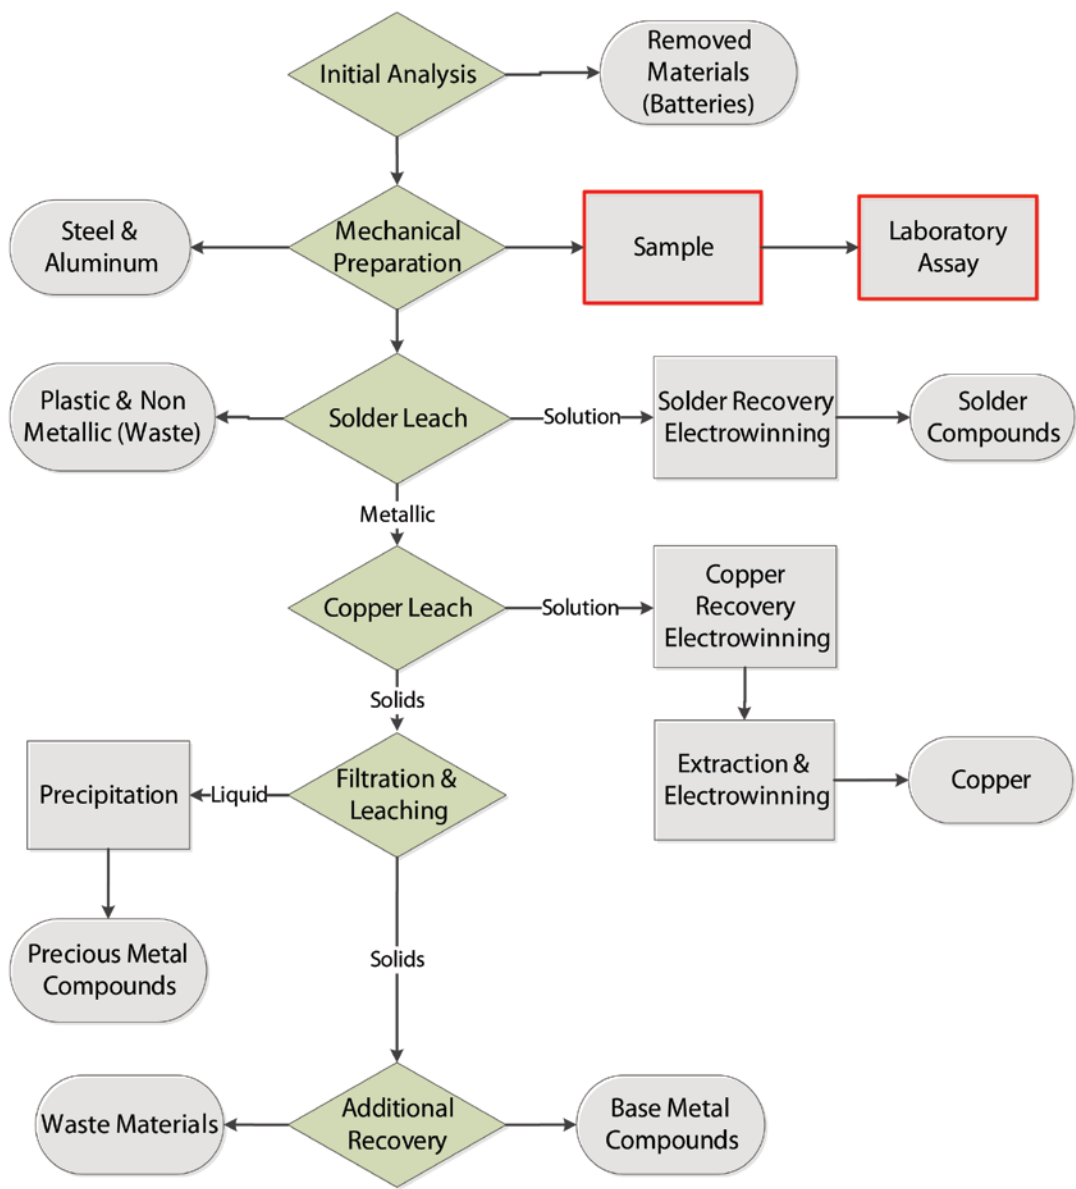 Initial Analysis
Removed
Materials
(Batteries)
Steel &
Aluminum
Mechanical
Preparation
Sample
Laboratory
Assay
Plastic & Non
Metallic (Waste)
Solder Leach
Solution
Solder Recovery
Electrowinning
Solder
Compounds
Metallic
Copper Leach
Solution
Copper
Recovery
Electrowinning
Solids
Precipitation
Liquid
Filtration &
Leaching
Extraction &
Electrowinning
Copper
Precious Metal
Compounds
Solids
Waste Materials
Additional
Recovery
Base Metal
Compounds